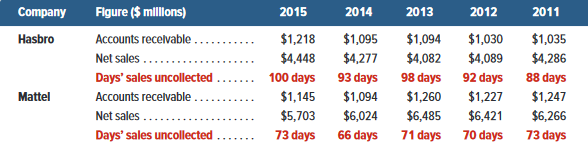 Company Figure ($ millions) 2015 2014 2013 2012 2011
Hasbro Accounts receivable . . . . . . . . . . . $1,218 $1,095 $1,094 $1,030 $1,035
Net sales . . . . . . . . . . . . . . . . . . . . $4,448 $4,277 $4,082 $4,089 $4,286
Days' sales uncollected . . . . . . . 100 days 93 days 98 days 92 days 88 days
Mattel Accounts receivable . . . . . . . . . . . $1,145 $1,094 $1,260 $1,227 $1,247
Net sales . . . . . . . . . . . . . . . . . . . . $5,703 $6,024 $6,485 $6,421 $6,266
Days' sales uncollected . . . . . . . 73 days 66 days 71 days 70 days 73 days